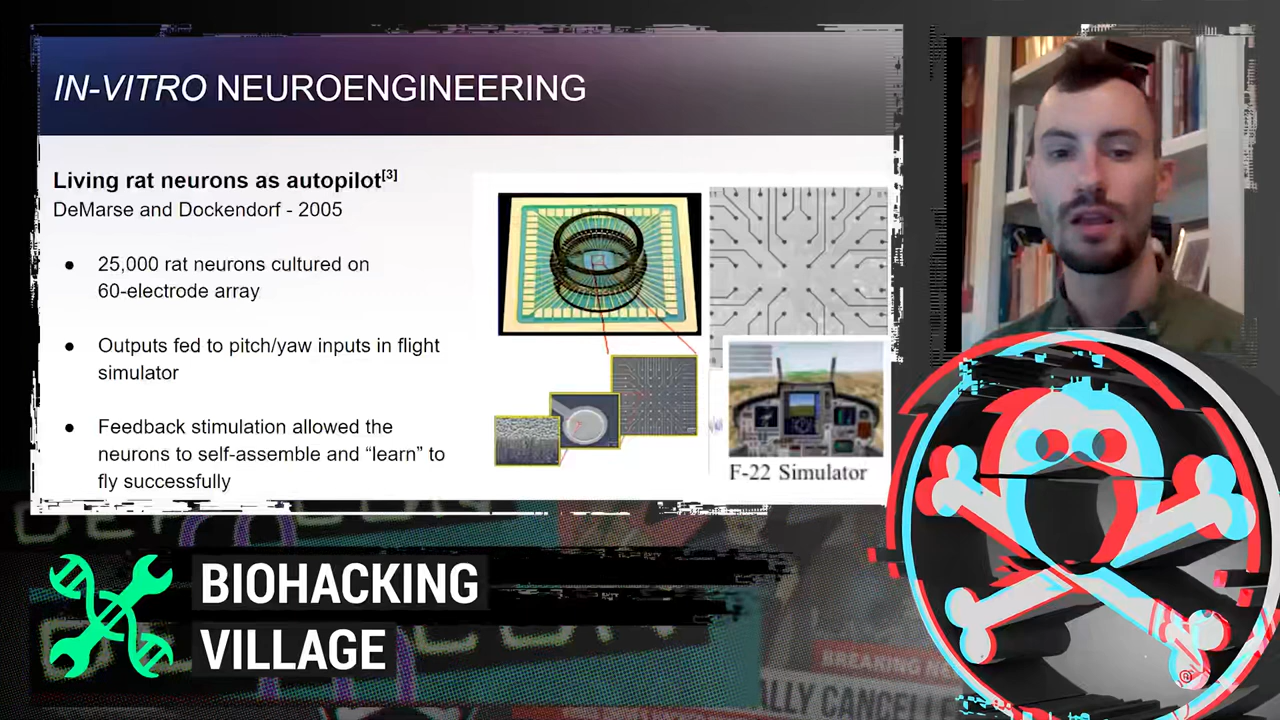 IN-VITRO NEUROENGINEERING
Living rat neurons as autopilot[3]
DeMarse and Dockendorf - 2005
● 25,000 rat neurons cultured on
60-electrode array
● Outputs fed to pitch/yaw inputs in flight
simulator
● Feedback stimulation allowed the
neurons to self-assemble and “learn” to
fly successfully
F-22 Simulator
BIOHACKING
VILLAGE
BREAKING NE
ALLY CANCELLE
®